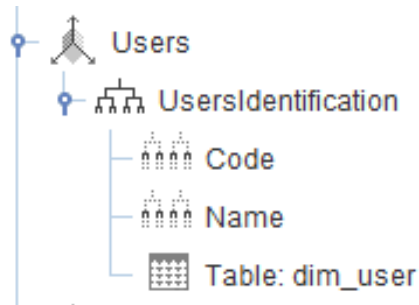 Users
UsersIdentification
Code
Name
Table: dim_user